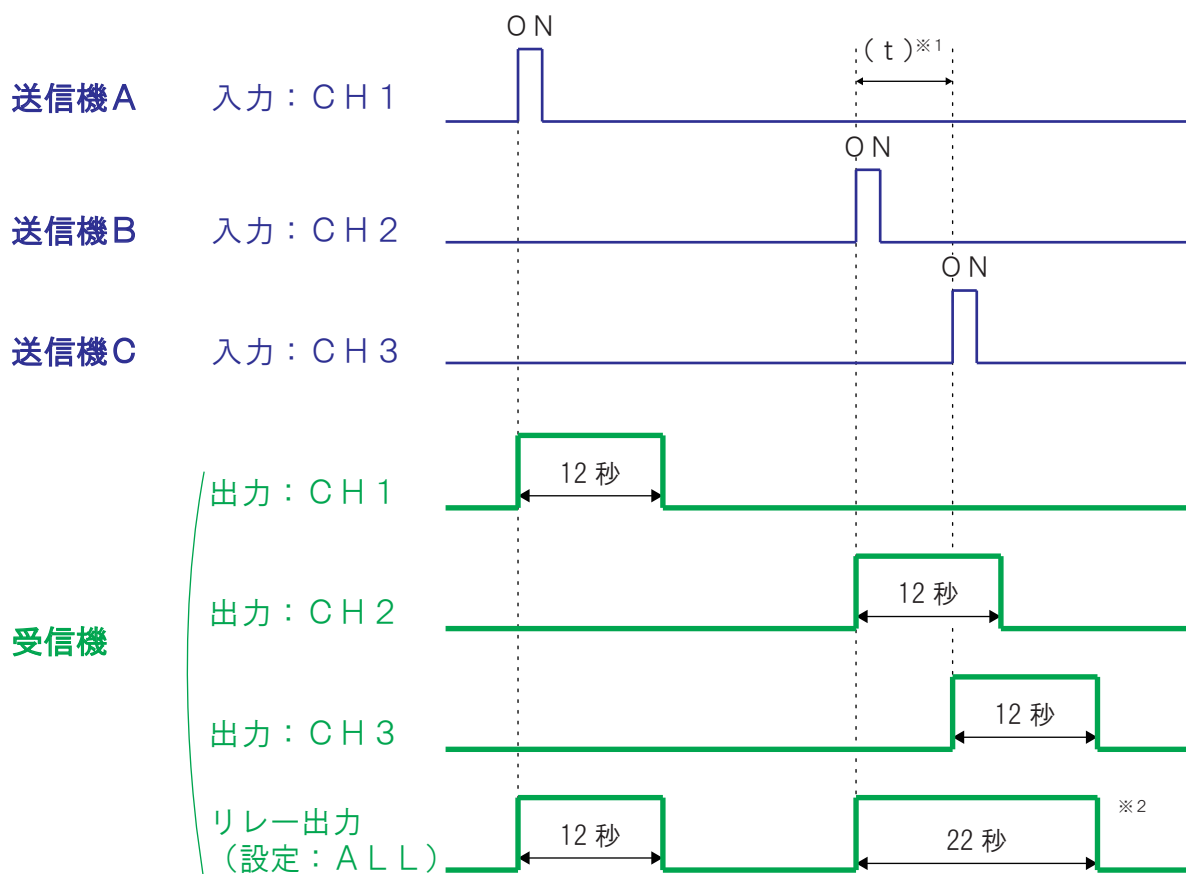 ON
(t)※1
送信機A 入力：CH1
ON
送信機B 入力：CH2
ON
送信機C 入力：CH3
出力：CH1 12秒
出力：CH2 12秒
受信機
出力：CH3 12秒
リレー出力
（設定：ALL） 12秒 22秒 ※2